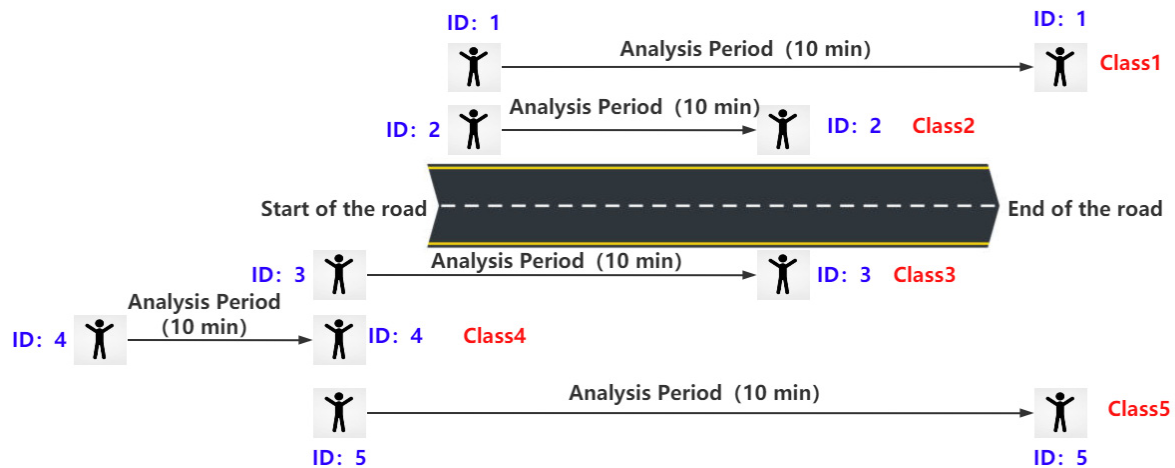 ID: 1
ID: 1
Analysis Period (10 min)
Class1
Analysis Period (10 min)
ID: 2
ID: 2
Class2
Start of the road
End of the road
ID: 3
Analysis Period (10 min)
ID: 3
Class3
Analysis Period
(10 min)
ID: 4
ID: 4
Class4
Analysis Period (10 min)
Class5
ID: 5
ID: 5